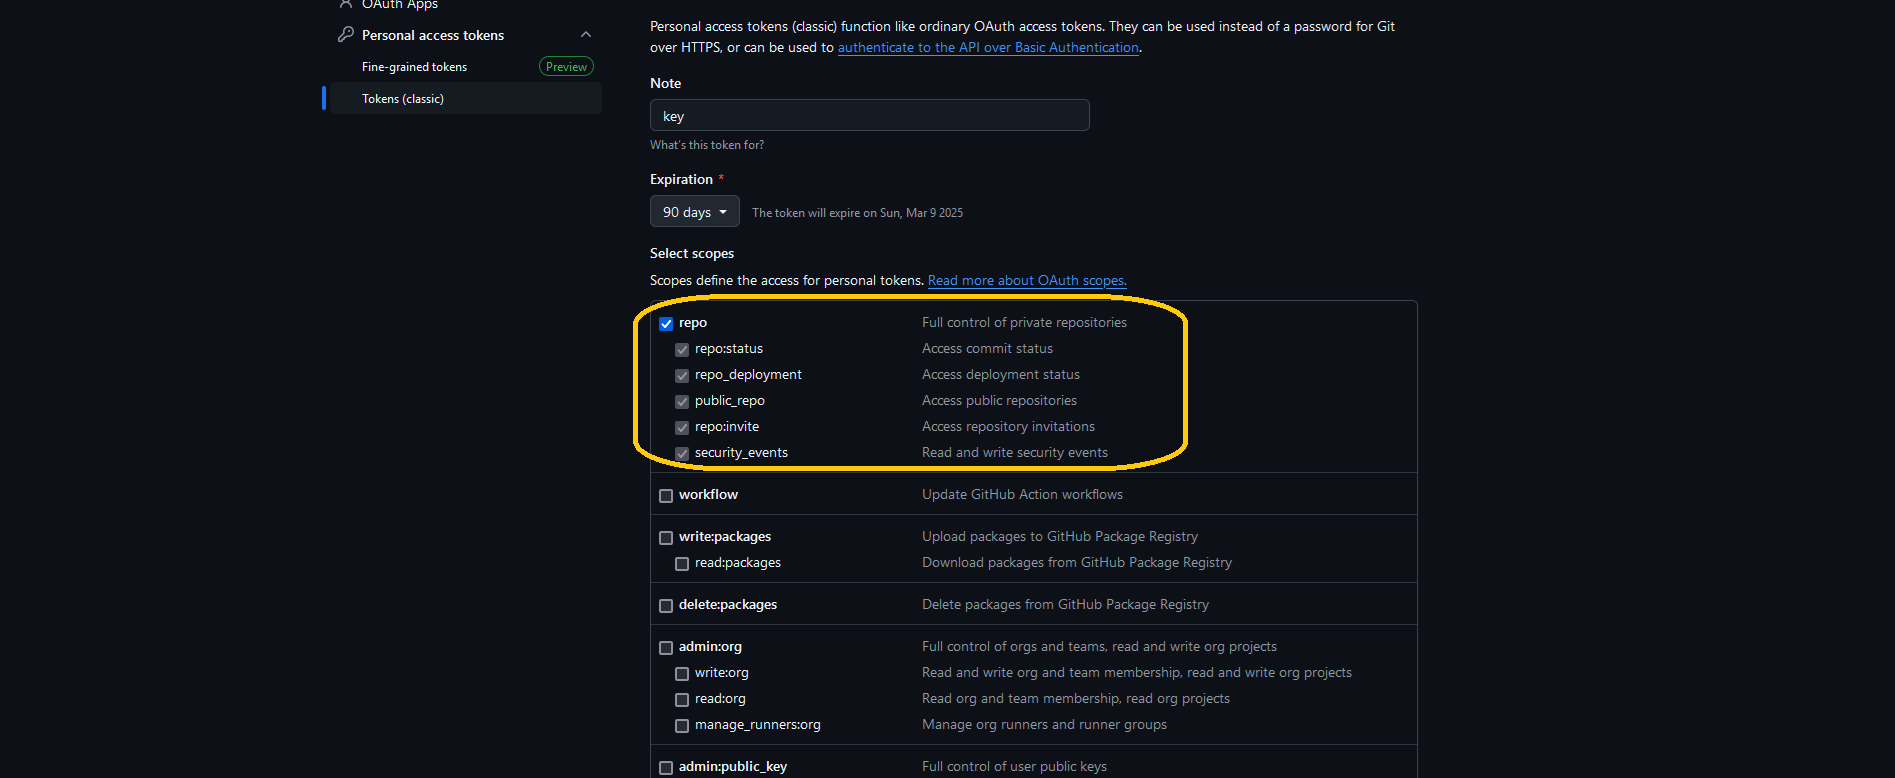 OAuth Apps
Personal access tokens
Fine-grained tokens Preview
Tokens (classic)
Personal access tokens (classic) function like ordinary OAuth access tokens. They can be used instead of a password for Git
over HTTPS, or can be used to authenticate to the API over Basic Authentication.
Note
key
What's this token for?
Expiration *
90 days The token will expire on Sun, Mar 9 2025
Select scopes
Scopes define the access for personal tokens. Read more about OAuth scopes.
repo Full control of private repositories
repo:status Access commit status
repo_deployment Access deployment status
public_repo Access public repositories
repo:invite Access repository invitations
security_events Read and write security events
workflow Update GitHub Action workflows
write:packages Upload packages to GitHub Package Registry
read:packages Download packages from GitHub Package Registry
delete:packages Delete packages from GitHub Package Registry
admin:org Full control of orgs and teams, read and write org projects
write:org Read and write org and team membership, read and write org projects
read:org Read org and team membership, read org projects
manage_runners:org Manage org runners and runner groups
admin:public_key Full control of user public keys